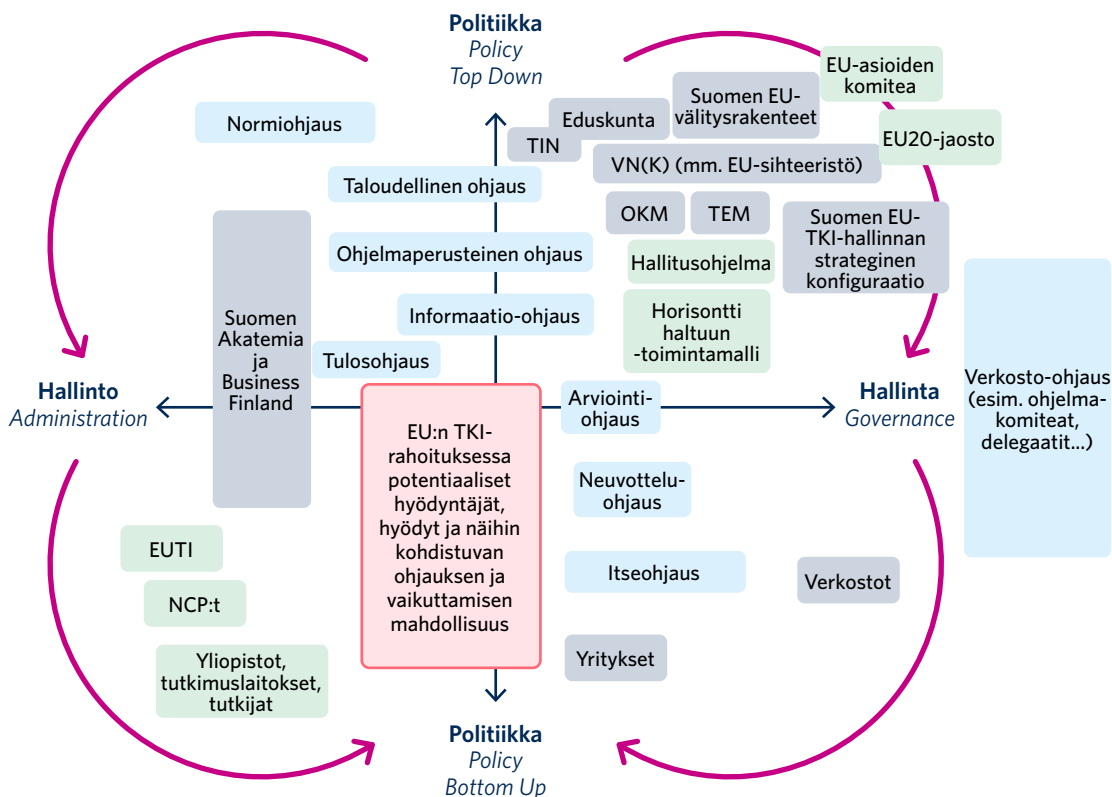 Politiikka
Policy
Top Down
EU-asioiden
komitea
Suomen EU-
välitysrakenteet
Eduskunta
Normiohjaus
TIN
EU20-jaosto
VN(K) (mm. EU-sihteeristö)
Taloudellinen ohjaus
OKM
TEM
Suomen EU-
TKI-hallinnan
strateginen
konfiguraatio
Ohjelmaperusteinen ohjaus
Hallitusohjelma
Informaatio-ohjaus
Horisontti
haltuun
-toimintamalli
Suomen
Akatemia
ja
Business
Finland
Tulosohjaus
Hallinto
Administration
Arviointi-
ohjaus
Hallinta
Governance
Verkosto-ohjaus
(esim. ohjelma-
komiteat,
delegaatit...)
EU:n TKI-
rahoituksessa
potentiaaliset
hyödyntäjät,
hyödyt ja näihin
kohdistuvan
ohjauksen ja
vaikuttamisen
mahdollisuus
Neuvottelu-
ohjaus
EUTI
Itseohjaus
Verkostot
NCP:t
Yliopistot,
tutkimuslaitokset,
tutkijat
Yritykset
Politiikka
Policy
Bottom Up